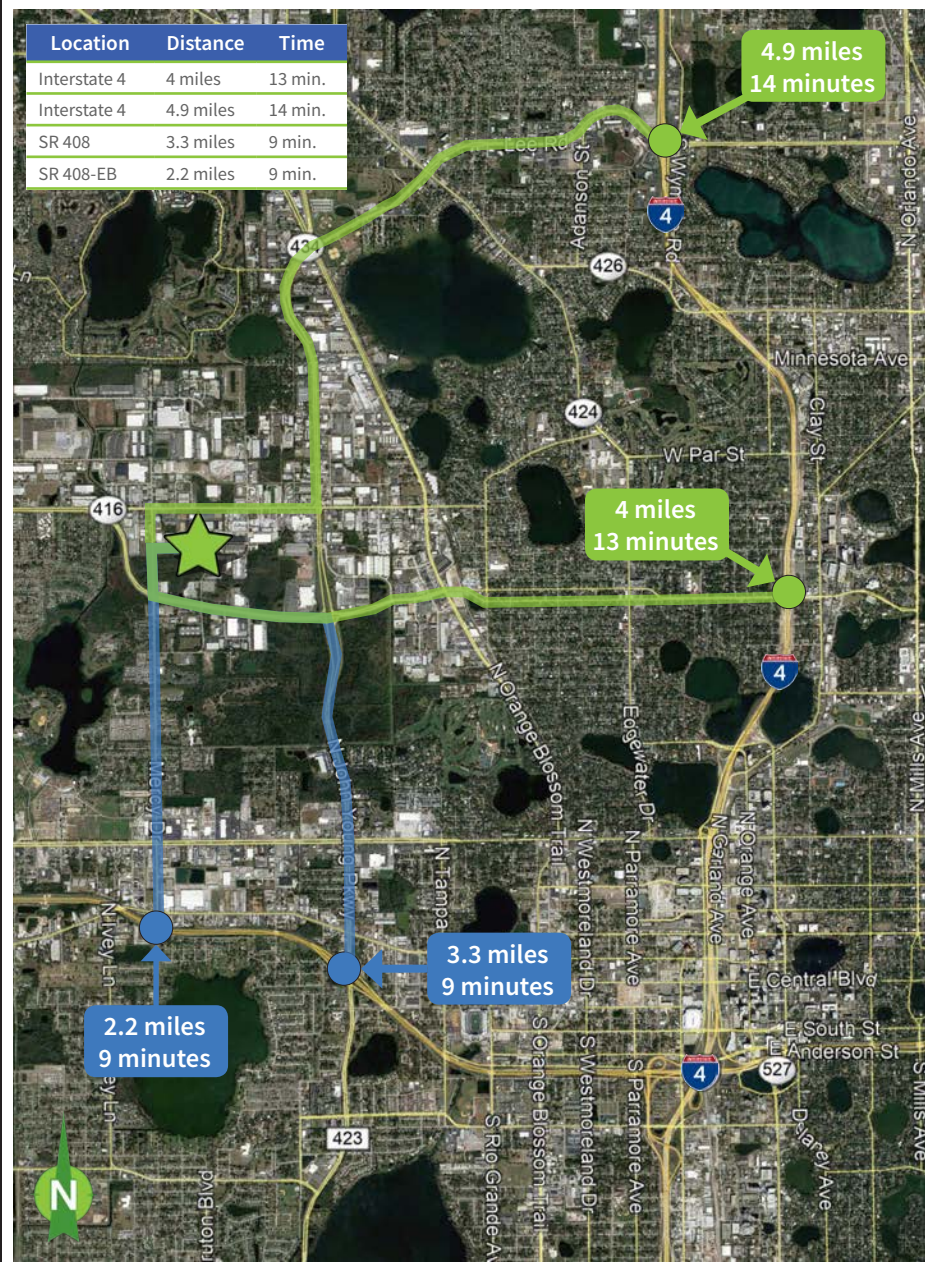 Location Distance Time
Interstate 4 4 miles 13 min.
Interstate 4 4.9 miles 14 min.
SR 408 3.3 miles 9 min.
SR 408-EB 2.2 miles 9 min.
4.9 miles
14 minutes
Lee Rd
Adanson St
N Orlando Ave
4
434
426
Minnesota Ave
424
Clay St
W Par St
416
4 miles
13 minutes
4
N Orange Blossom Trail
Edgewater Dr
N Mills Ave
Mercy Dr
N John Young Pkwy
N Tampa
N Westmoreland Dr
N Parramore Ave
N Garland Ave
N Orange Ave
N Ivey Ln
3.3 miles
9 minutes
E Central Blvd
2.2 miles
9 minutes
E South St
E Anderson St
4
527
S Orange Blossom Trail
S Westmoreland Dr
S Parramore Ave
Delaney Ave
S Mills Ave
423
S Rio Grande Av
N